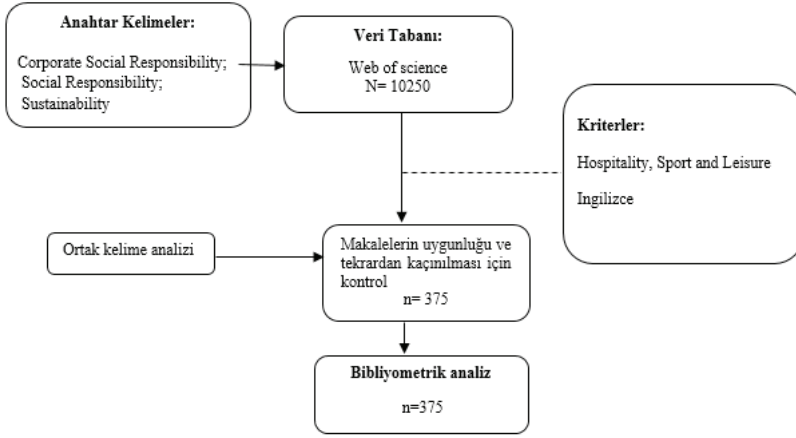 Anahtar Kelimeler:
Corporate Social Responsibility;
Social Responsibility;
Sustainability
Veri Tabanı:
Web of science
N= 10250
Kriterler:
Hospitality, Sport and Leisure
Ingilizce
Ortak kelime analizi
Makalelerin uygunluğu ve
tekrardan kaçınılması için
kontrol
n= 375
Bibliyometrik analiz
n=375